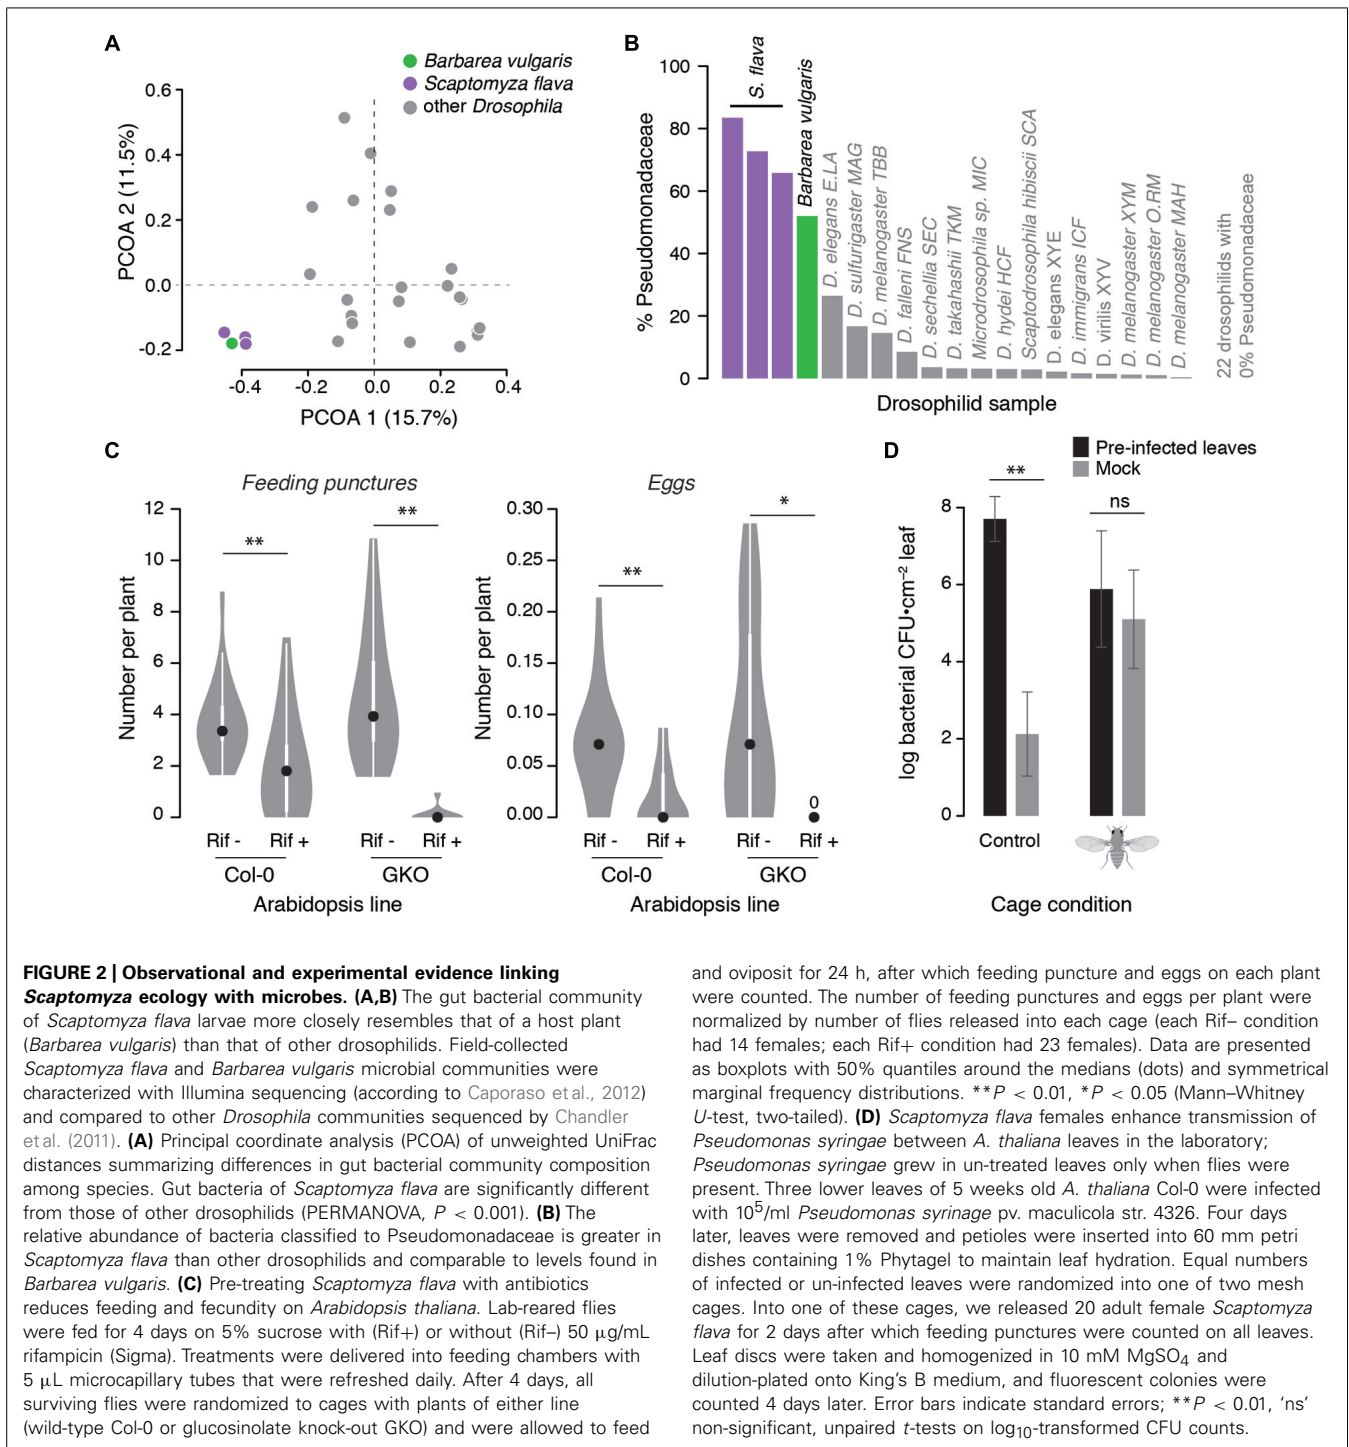 A
Barbarea vulgaris
Scaptomyza flava
other Drosophila
0.6
0.4
0.2
0.0
-0.2
PCOA 2 (11.5%)
-0.4
-0.2
0.0
0.2
0.4
PCOA 1 (15.7%)
B
100
80
60
40
20
0
% Pseudomonadaceae
S. flava
Barbarea vulgaris
D. elegans E.LA
D. sulfurigaster MAG
D. melanogaster TBB
D. falleni FNS
D. sechellia SEC
D. takahashii TKM
Microdrosophila sp. MIC
D. hydei HCF
Scaptodrosophila hibiscii SCA
D. elegans XYE
D. immigrans ICF
D. virilis XYV
D. melanogaster XYM
D. melanogaster O.RM
D. melanogaster MAH
22 drosophilids with
0% Pseudomonadaceae
Drosophilid sample
C
Feeding punctures
12
10
8
6
4
2
0
Number per plant
**
**
Rif -
Rif +
Rif -
Rif +
Col-0
GKO
Arabidopsis line
Eggs
0.30
0.25
0.20
0.15
0.10
0.05
0.00
Number per plant
**
*
0
Rif -
Rif +
Rif -
Rif +
Col-0
GKO
Arabidopsis line
D
Pre-infected leaves
Mock
**
ns
8
6
4
2
0
log bacterial CFU•cm⁻² leaf
Control
Cage condition
FIGURE 2 | Observational and experimental evidence linking
Scaptomyza ecology with microbes. (A,B) The gut bacterial community
of Scaptomyza flava larvae more closely resembles that of a host plant
(Barbarea vulgaris) than that of other drosophilids. Field-collected
Scaptomyza flava and Barbarea vulgaris microbial communities were
characterized with Illumina sequencing (according to Caporaso et al., 2012)
and compared to other Drosophila communities sequenced by Chandler
et al. (2011). (A) Principal coordinate analysis (PCOA) of unweighted UniFrac
distances summarizing differences in gut bacterial community composition
among species. Gut bacteria of Scaptomyza flava are significantly different
from those of other drosophilids (PERMANOVA, P < 0.001). (B) The
relative abundance of bacteria classified to Pseudomonadaceae is greater in
Scaptomyza flava than other drosophilids and comparable to levels found in
Barbarea vulgaris. (C) Pre-treating Scaptomyza flava with antibiotics
reduces feeding and fecundity on Arabidopsis thaliana. Lab-reared flies
were fed for 4 days on 5% sucrose with (Rif+) or without (Rif–) 50 μg/mL
rifampicin (Sigma). Treatments were delivered into feeding chambers with
5 μL microcapillary tubes that were refreshed daily. After 4 days, all
surviving flies were randomized to cages with plants of either line
(wild-type Col-0 or glucosinolate knock-out GKO) and were allowed to feed
and oviposit for 24 h, after which feeding puncture and eggs on each plant
were counted. The number of feeding punctures and eggs per plant were
normalized by number of flies released into each cage (each Rif– condition
had 14 females; each Rif+ condition had 23 females). Data are presented
as boxplots with 50% quantiles around the medians (dots) and symmetrical
marginal frequency distributions. **P < 0.01, *P < 0.05 (Mann–Whitney
U-test, two-tailed). (D) Scaptomyza flava females enhance transmission of
Pseudomonas syringae between A. thaliana leaves in the laboratory;
Pseudomonas syringae grew in un-treated leaves only when flies were
present. Three lower leaves of 5 weeks old A. thaliana Col-0 were infected
with 10⁵/ml Pseudomonas syrinage pv. maculicola str. 4326. Four days
later, leaves were removed and petioles were inserted into 60 mm petri
dishes containing 1% Phytagel to maintain leaf hydration. Equal numbers
of infected or un-infected leaves were randomized into one of two mesh
cages. Into one of these cages, we released 20 adult female Scaptomyza
flava for 2 days after which feeding punctures were counted on all leaves.
Leaf discs were taken and homogenized in 10 mM MgSO₄ and
dilution-plated onto King's B medium, and fluorescent colonies were
counted 4 days later. Error bars indicate standard errors; **P < 0.01, 'ns'
non-significant, unpaired t-tests on log₁₀-transformed CFU counts.